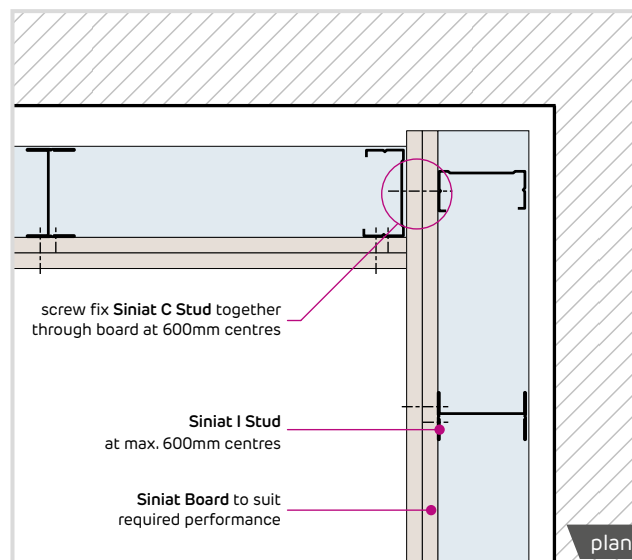 screw fix Siniat C Stud together
through board at 600mm centres
Siniat I Stud
at max. 600mm centres
Siniat Board to suit
required performance
plan